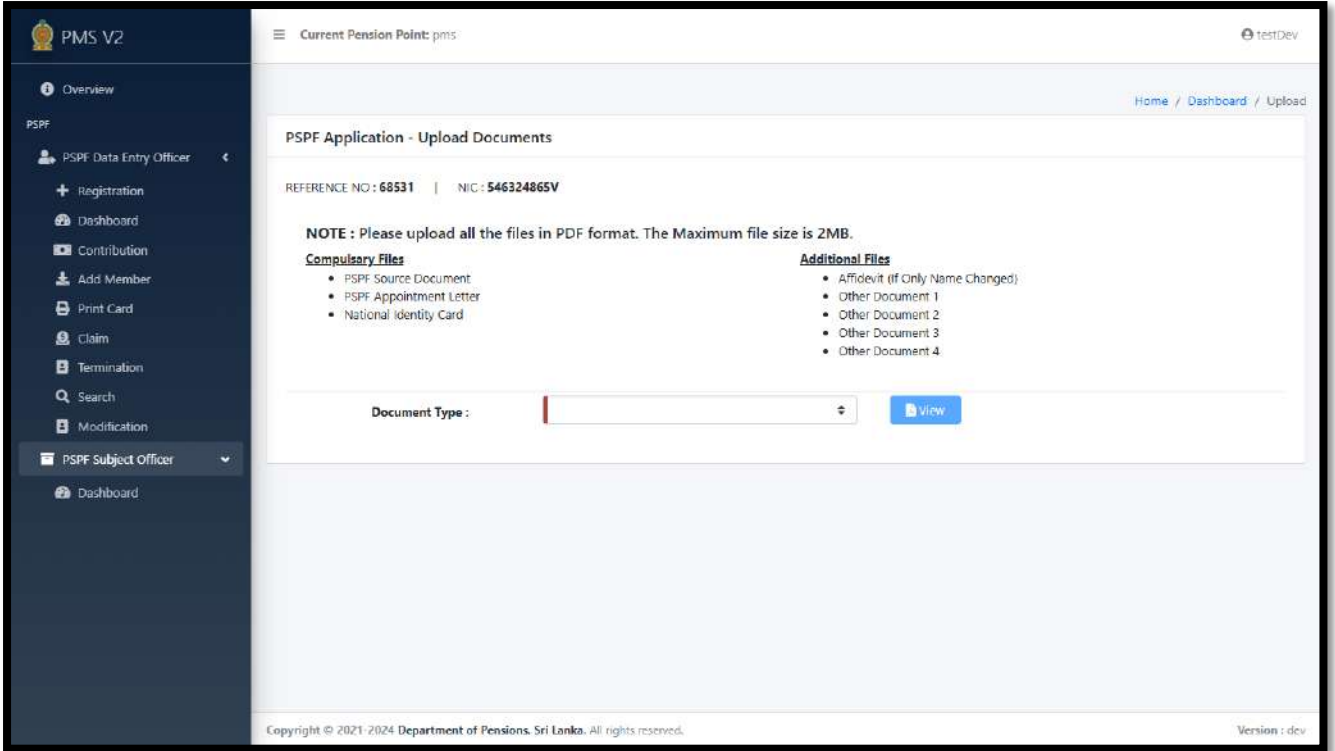 PMS V2
Current Pension Point: pms
testDev
Overview
PSPF
PSPF Data Entry Officer
Registration
Dashboard
Contribution
Add Member
Print Card
Claim
Termination
Search
Modification
PSPF Subject Officer
Dashboard
Home / Dashboard / Upload
PSPF Application - Upload Documents
REFERENCE NO : 68531 | NIC : 546324865V
NOTE : Please upload all the files in PDF format. The Maximum file size is 2MB.
Compulsary Files
• PSPF Source Document
• PSPF Appointment Letter
• National Identity Card
Additional Files
• Affidevit (If Only Name Changed)
• Other Document 1
• Other Document 2
• Other Document 3
• Other Document 4
Document Type :
View
Copyright © 2021-2024 Department of Pensions. Sri Lanka. All rights reserved.
Version : dev